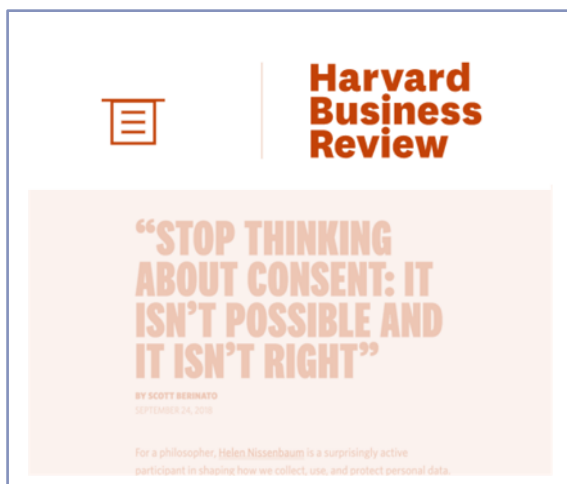 Harvard
Business
Review
“STOP THINKING
ABOUT CONSENT: IT
ISN’T POSSIBLE AND
IT ISN’T RIGHT”
BY SCOTT BERINATO
SEPTEMBER 24, 2018
For a philosopher, Helen Nissenbaum is a surprisingly active
participant in shaping how we collect, use, and protect personal data.